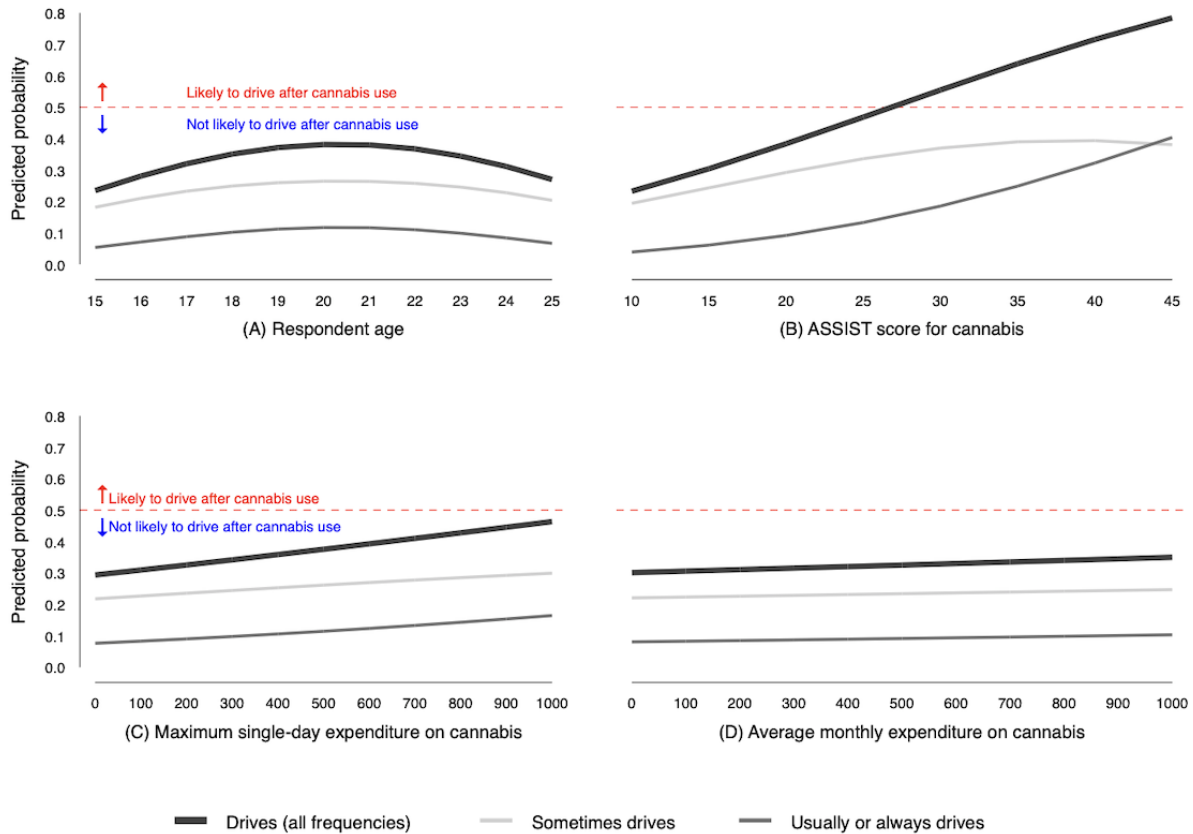 Predicted probability
0.8
0.7
0.6
0.5
0.4
0.3
0.2
0.1
0.0
Likely to drive after cannabis use
Not likely to drive after cannabis use
15 16 17 18 19 20 21 22 23 24 25
(A) Respondent age
10 15 20 25 30 35 40 45
(B) ASSIST score for cannabis
Predicted probability
0.8
0.7
0.6
0.5
0.4
0.3
0.2
0.1
0.0
Likely to drive after cannabis use
Not likely to drive after cannabis use
0 100 200 300 400 500 600 700 800 900 1000
(C) Maximum single-day expenditure on cannabis
0 100 200 300 400 500 600 700 800 900 1000
(D) Average monthly expenditure on cannabis
Drives (all frequencies) Sometimes drives Usually or always drives